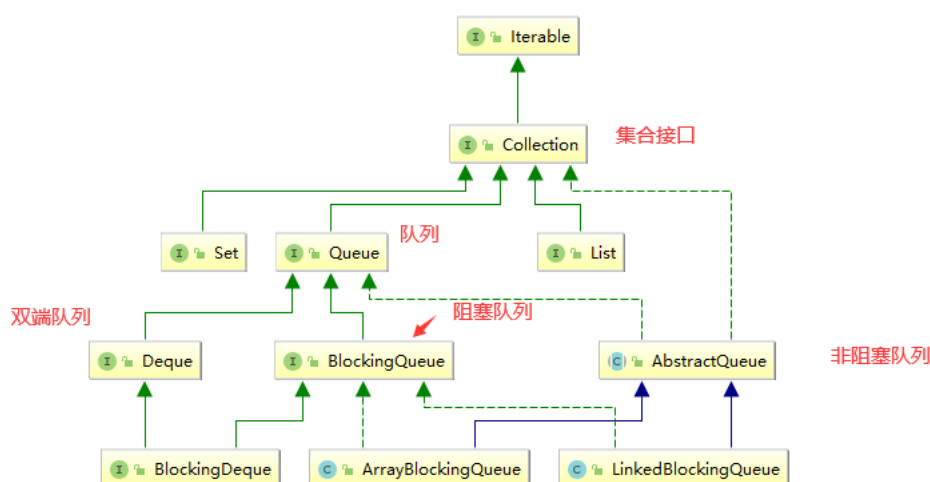 Iterable
Collection
集合接口
Set
Queue
队列
List
双端队列
阻塞队列
Deque
BlockingQueue
AbstractQueue
非阻塞队列
BlockingDeque
ArrayBlockingQueue
LinkedBlockingQueue